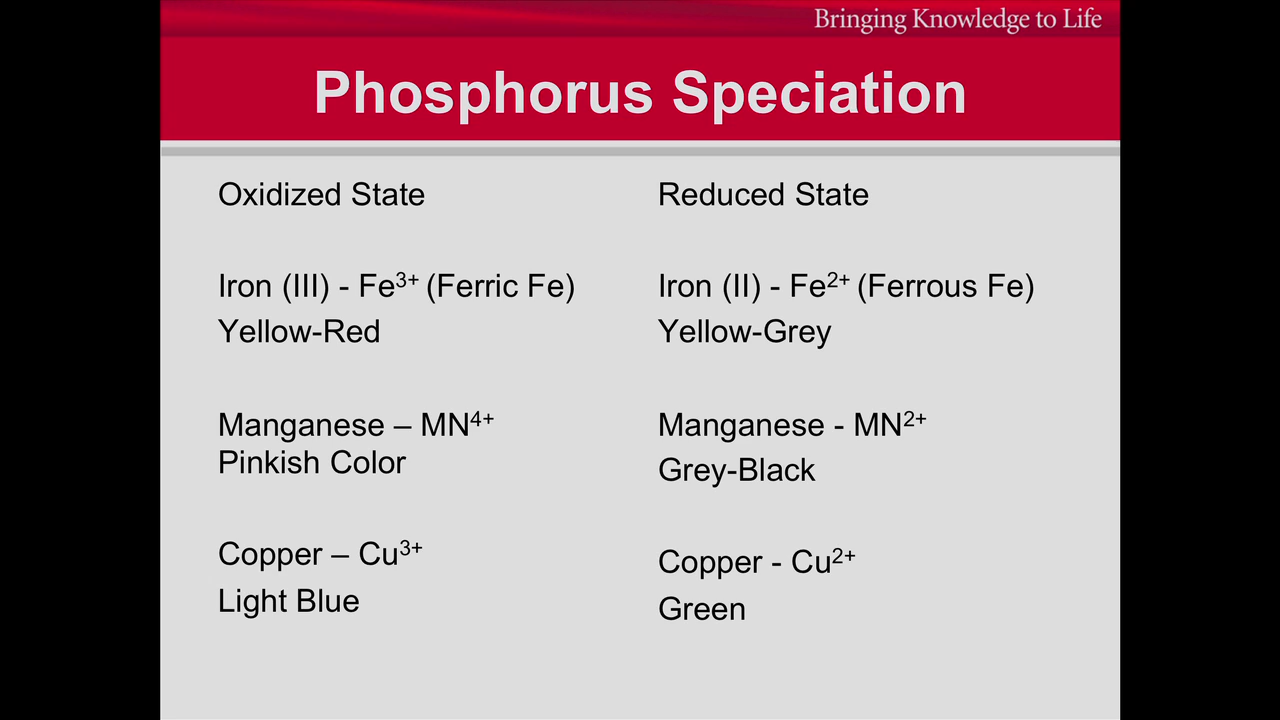 Bringing Knowledge to Life
Phosphorus Speciation
Oxidized State
Iron (III) - Fe³⁺ (Ferric Fe)
Yellow-Red
Manganese – MN⁴⁺
Pinkish Color
Copper – Cu³⁺
Light Blue
Reduced State
Iron (II) - Fe²⁺ (Ferrous Fe)
Yellow-Grey
Manganese - MN²⁺
Grey-Black
Copper - Cu²⁺
Green